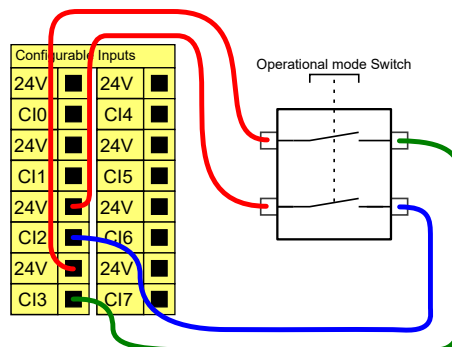 Configurable Inputs
Operational mode Switch
24V 24V
CI0 CI4
24V 24V
CI1 CI5
24V 24V
CI2 CI6
24V 24V
CI3 CI7